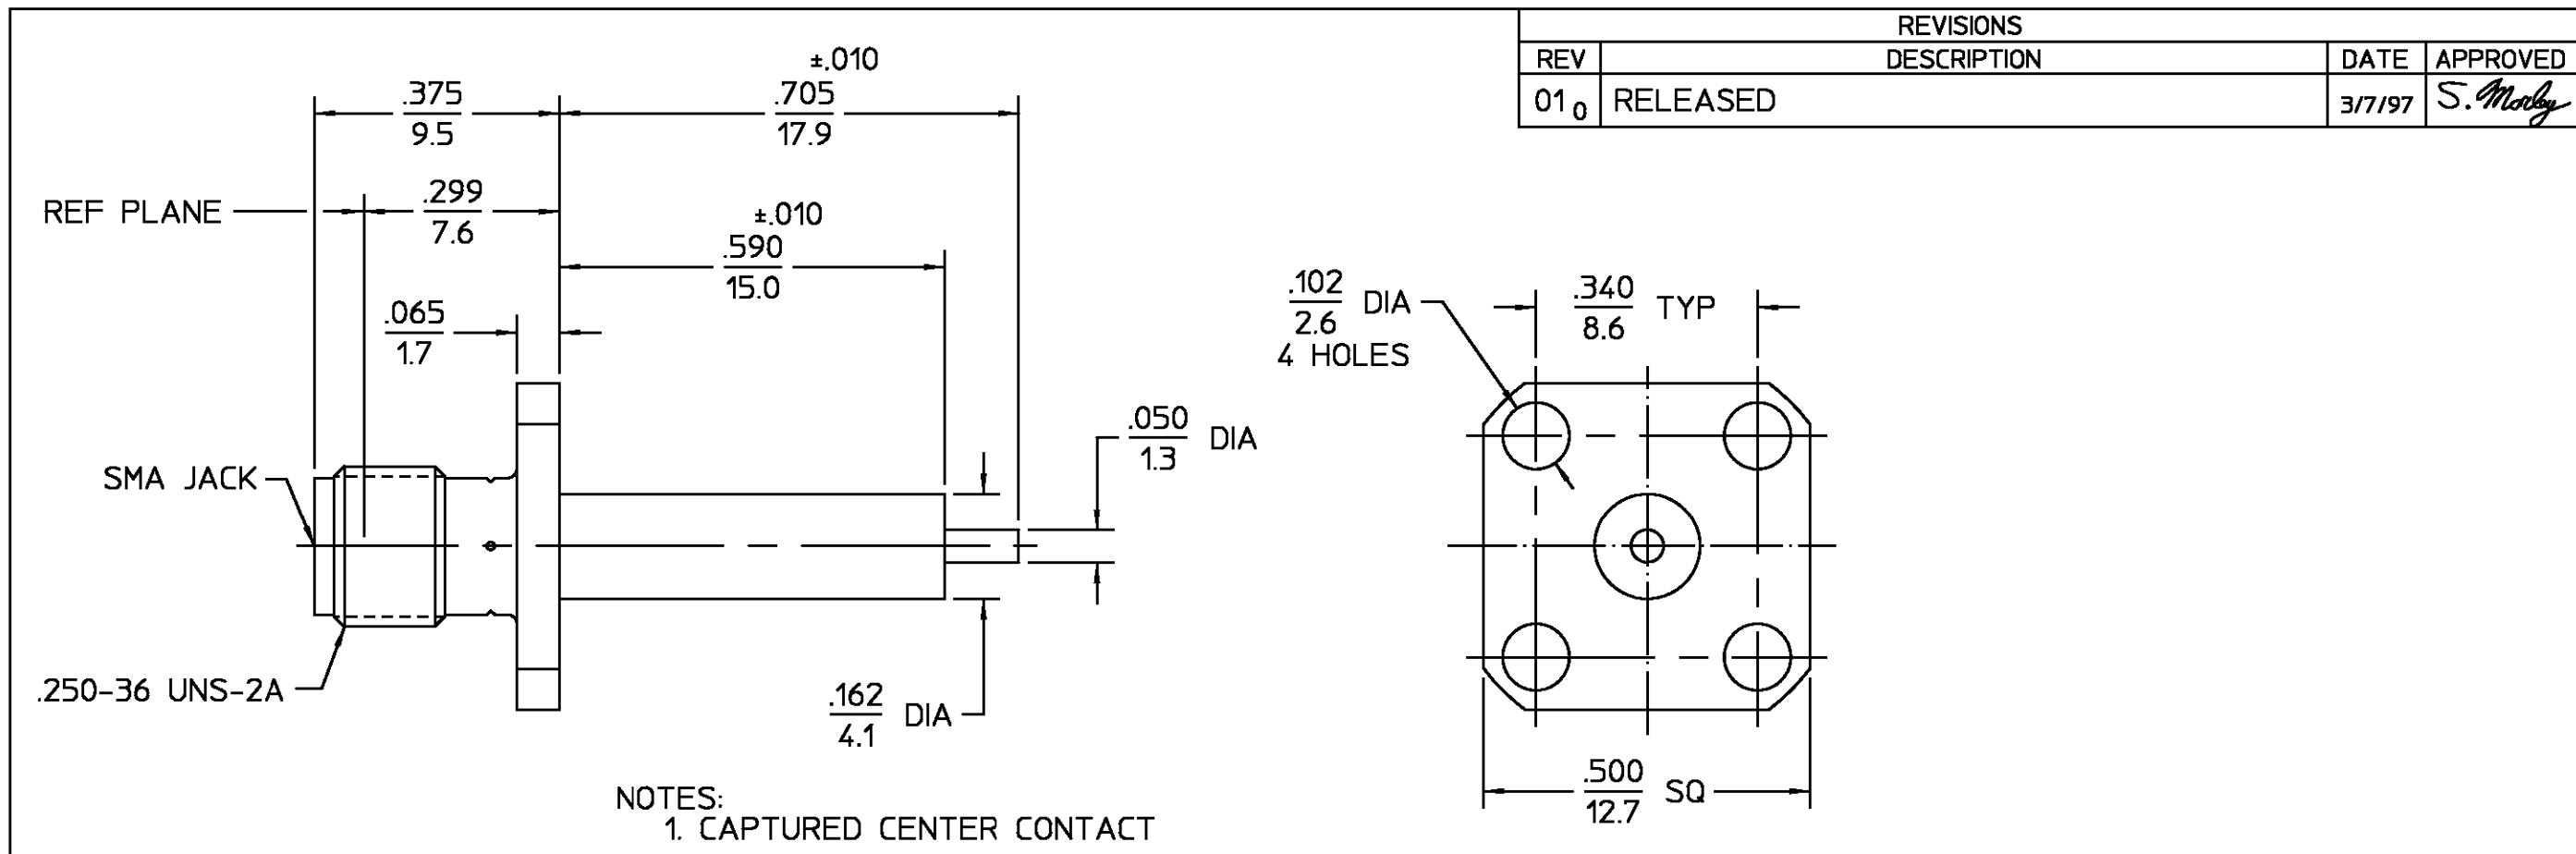 REVISIONS
REV DESCRIPTION DATE APPROVED
01 0 RELEASED 3/7/97 S. Morley
±.010
.375
9.5
.705
17.9
REF PLANE
.299
7.6
±.010
.590
15.0
.065
1.7
SMA JACK
.050
1.3
DIA
.250-36 UNS-2A
.162
4.1
DIA
.102
2.6
DIA
4 HOLES
.340
8.6
TYP
.500
12.7
SQ
NOTES:
1. CAPTURED CENTER CONTACT